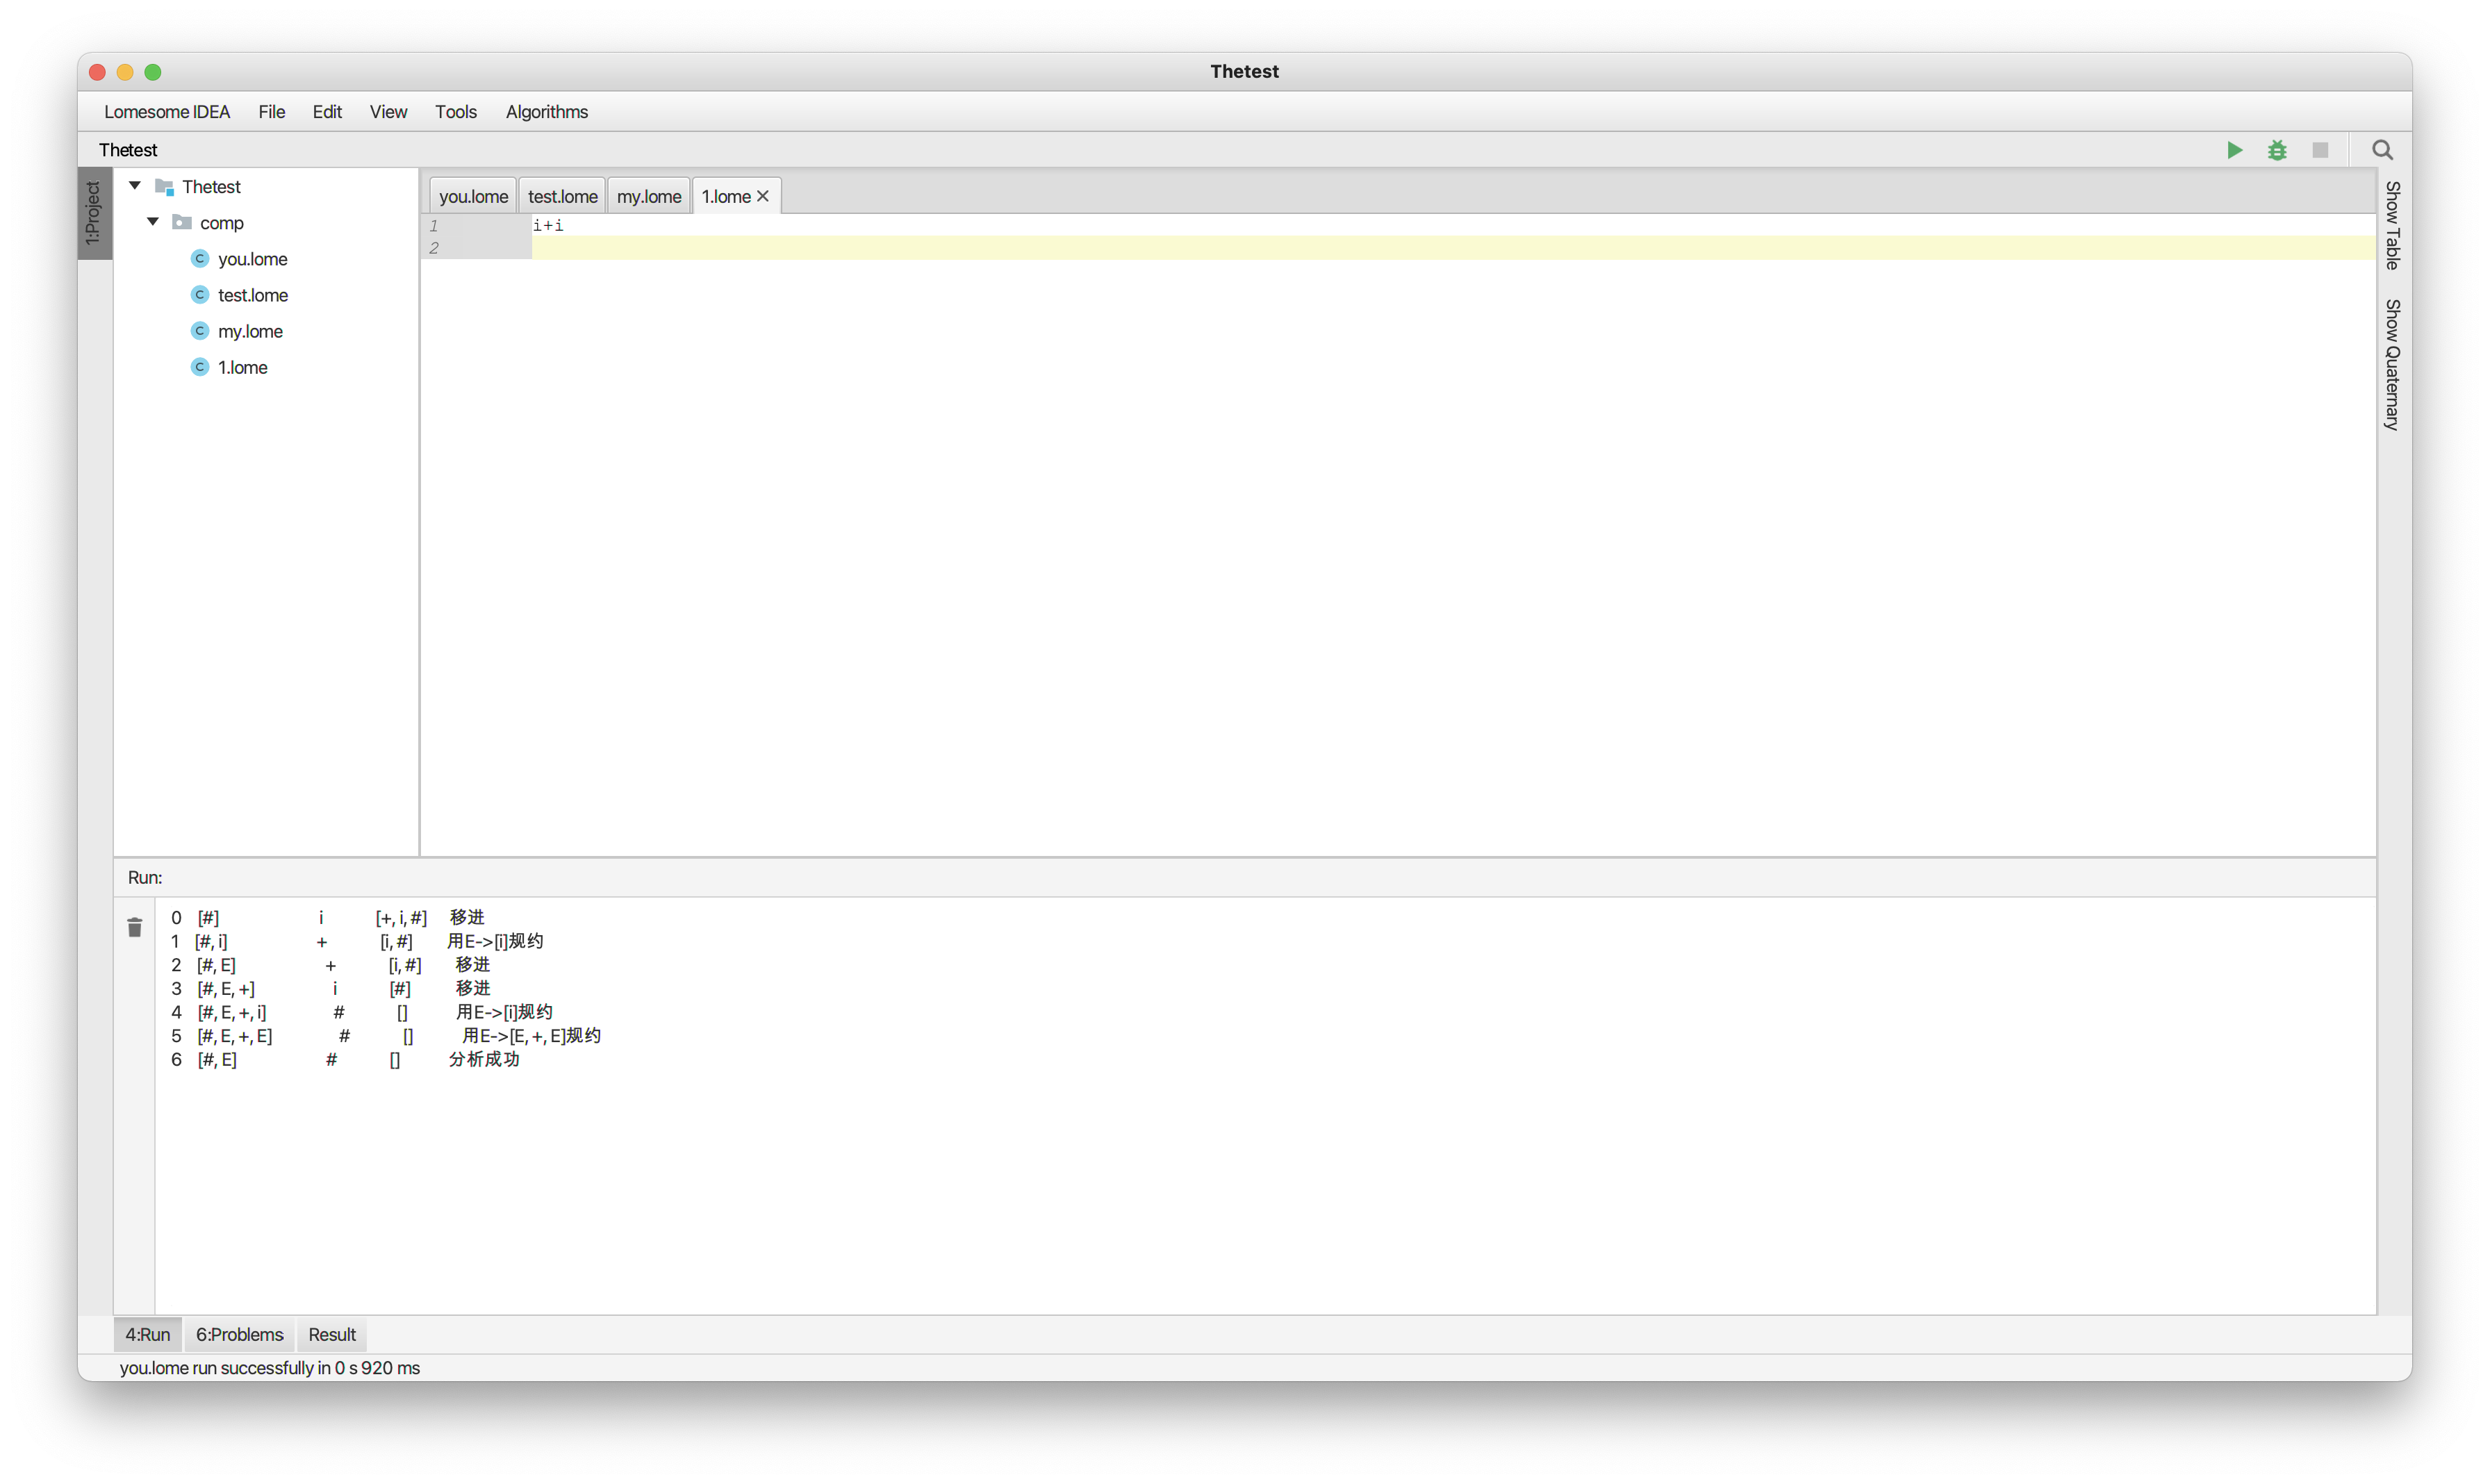 Thetest
Lomesome IDEA File Edit View Tools Algorithms
Thetest
1:Project
Thetest
comp
you.lome
test.lome
my.lome
1.lome
you.lome test.lome my.lome 1.lome
1 i+i
2
Show Table
Show Quaternary
Run:
0 [#] i [+, i, #] 移进
1 [#, i] + [i, #] 用E->[i]规约
2 [#, E] + [i, #] 移进
3 [#, E, +] i [#] 移进
4 [#, E, +, i] # [] 用E->[i]规约
5 [#, E, +, E] # [] 用E->[E, +, E]规约
6 [#, E] # [] 分析成功
4:Run 6:Problems Result
you.lome run successfully in 0 s 920 ms